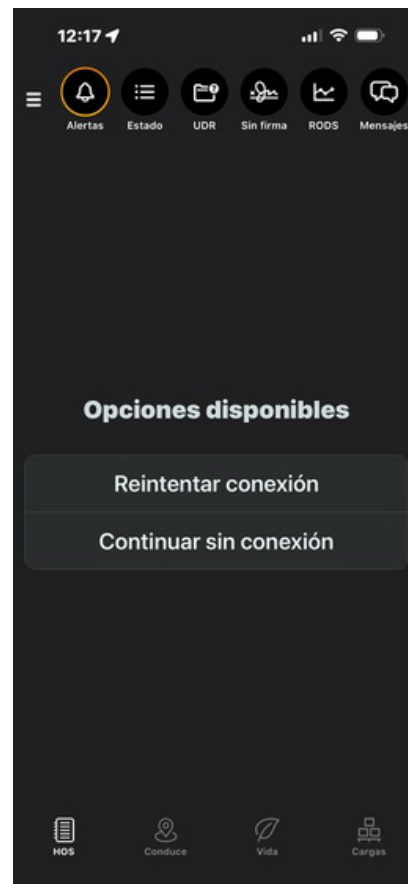 12:17
Alertas
Estado
UDR
Sin firma
RODS
Mensajes
Opciones disponibles
Reintentar conexión
Continuar sin conexión
HOS
Conduce
Vida
Cargas